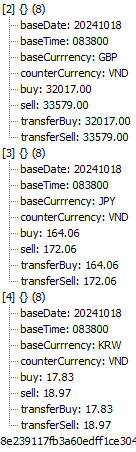 [2] {} (8)
baseDate: 20241018
baseTime: 083800
baseCurrrency: GBP
counterCurrency: VND
buy: 32017.00
sell: 33579.00
transferBuy: 32017.00
transferSell: 33579.00
[3] {} (8)
baseDate: 20241018
baseTime: 083800
baseCurrrency: JPY
counterCurrency: VND
buy: 164.06
sell: 172.06
transferBuy: 164.06
transferSell: 172.06
[4] {} (8)
baseDate: 20241018
baseTime: 083800
baseCurrrency: KRW
counterCurrency: VND
buy: 17.83
sell: 18.97
transferBuy: 17.83
transferSell: 18.97
8e239117fb3a60edff1ce304